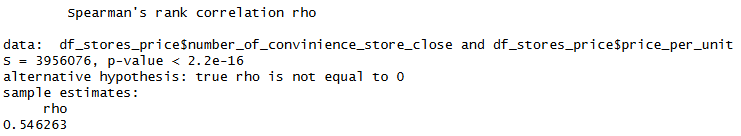 Spearman's rank correlation rho
data:  df_stores_price$number_of_convinience_store_close and df_stores_price$price_per_unit
S = 3956076, p-value < 2.2e-16
alternative hypothesis: true rho is not equal to 0
sample estimates:
rho
0.546263